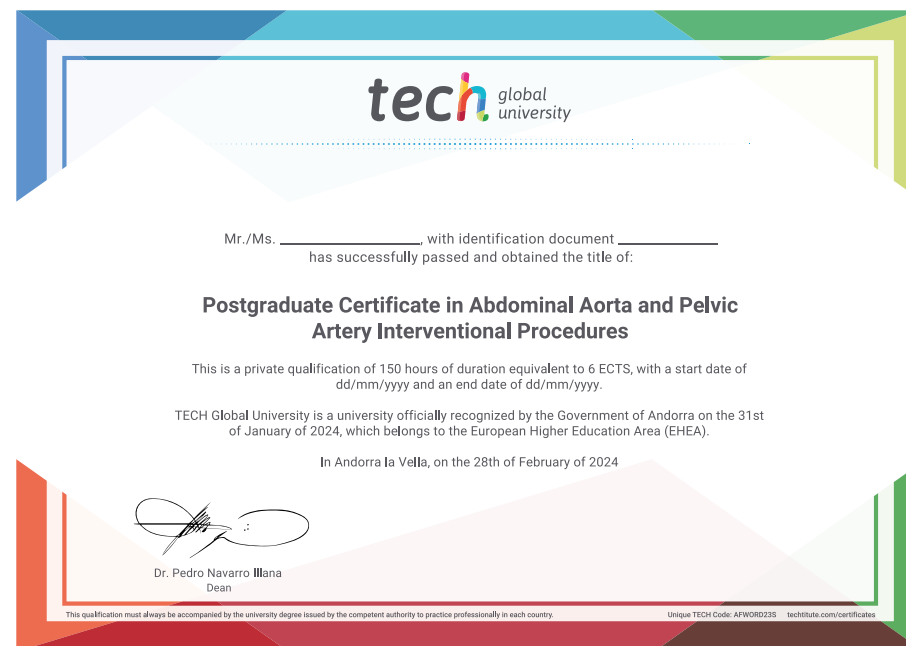 tech global
university
Mr./Ms. ____________________, with identification document ______________
has successfully passed and obtained the title of:
Postgraduate Certificate in Abdominal Aorta and Pelvic
Artery Interventional Procedures
This is a private qualification of 150 hours of duration equivalent to 6 ECTS, with a start date of
dd/mm/yyyy and an end date of dd/mm/yyyy.
TECH Global University is a university officially recognized by the Government of Andorra on the 31st
of January of 2024, which belongs to the European Higher Education Area (EHEA).
In Andorra la Vella, on the 28th of February of 2024
Dr. Pedro Navarro Illana
Dean
This qualification must always be accompanied by the university degree issued by the competent authority to practice professionally in each country.
Unique TECH Code: AFWORD23S techtitute.com/certificates